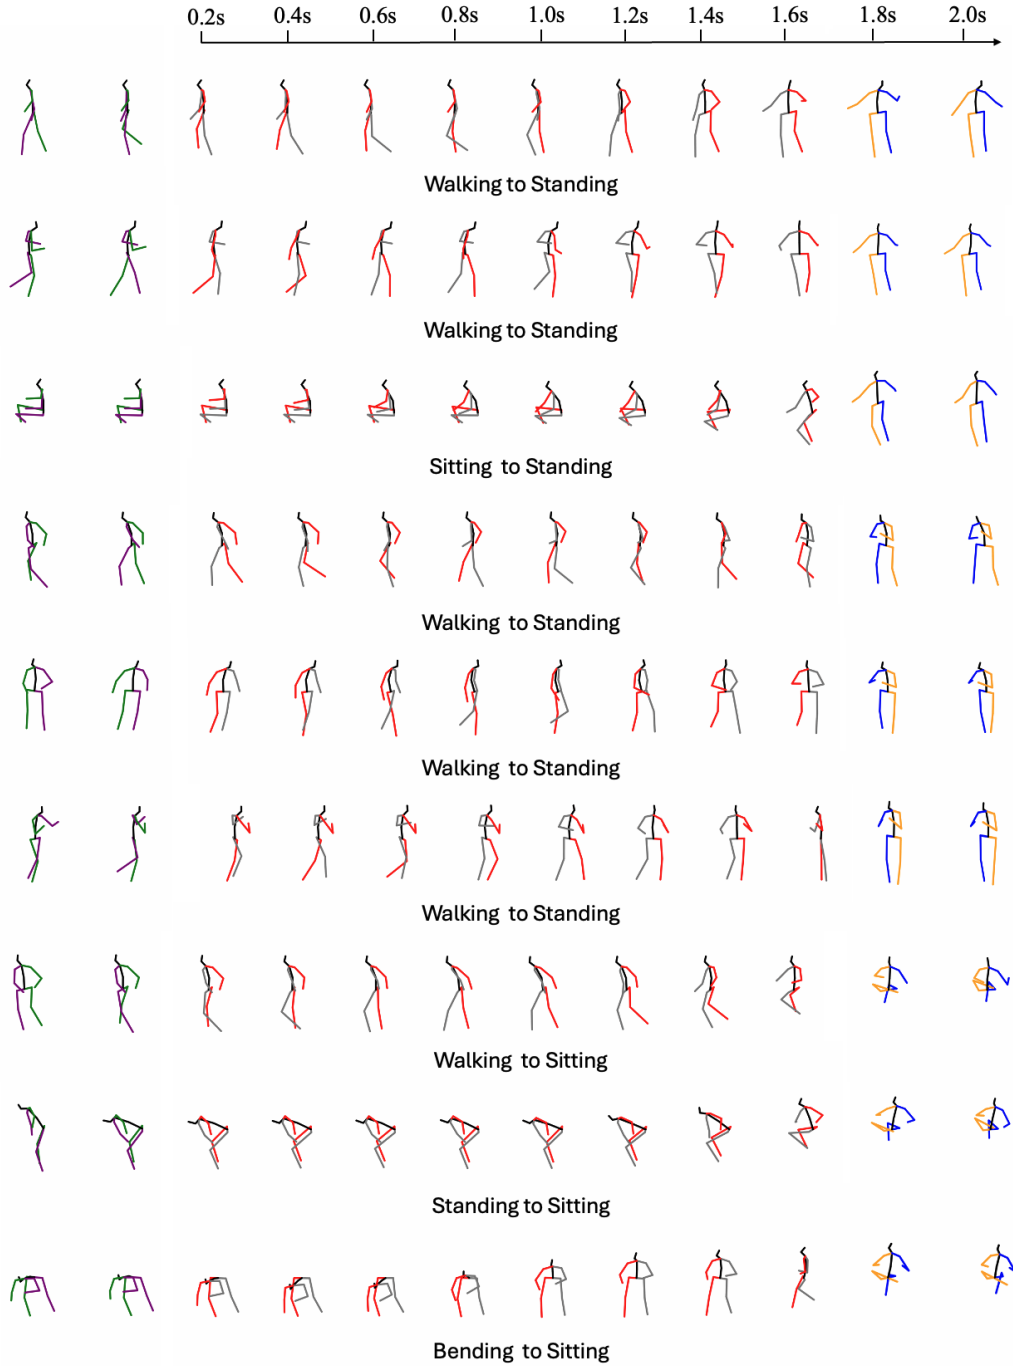 0.2s 0.4s 0.6s 0.8s 1.0s 1.2s 1.4s 1.6s 1.8s 2.0s
Walking to Standing
Walking to Standing
Sitting to Standing
Walking to Standing
Walking to Standing
Walking to Standing
Walking to Sitting
Standing to Sitting
Bending to Sitting